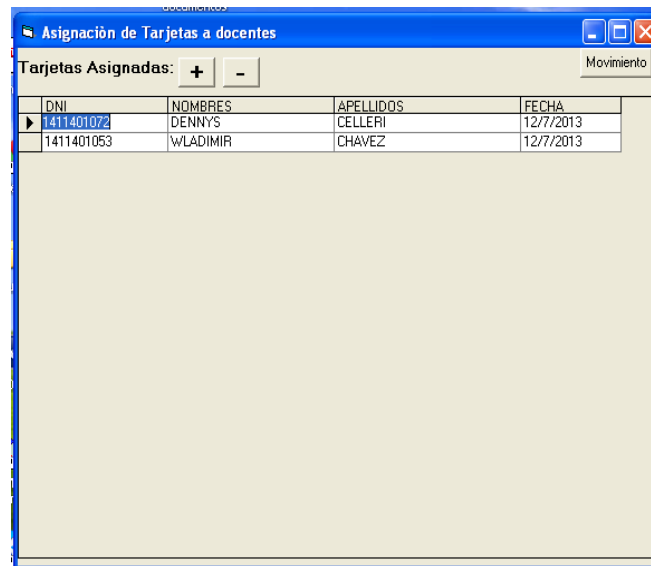 documentos
Asignaciòn de Tarjetas a docentes
Tarjetas Asignadas: + - Movimiento
DNI NOMBRES APELLIDOS FECHA
1411401072 DENNYS CELLERI 12/7/2013
1411401053 WLADIMIR CHAVEZ 12/7/2013